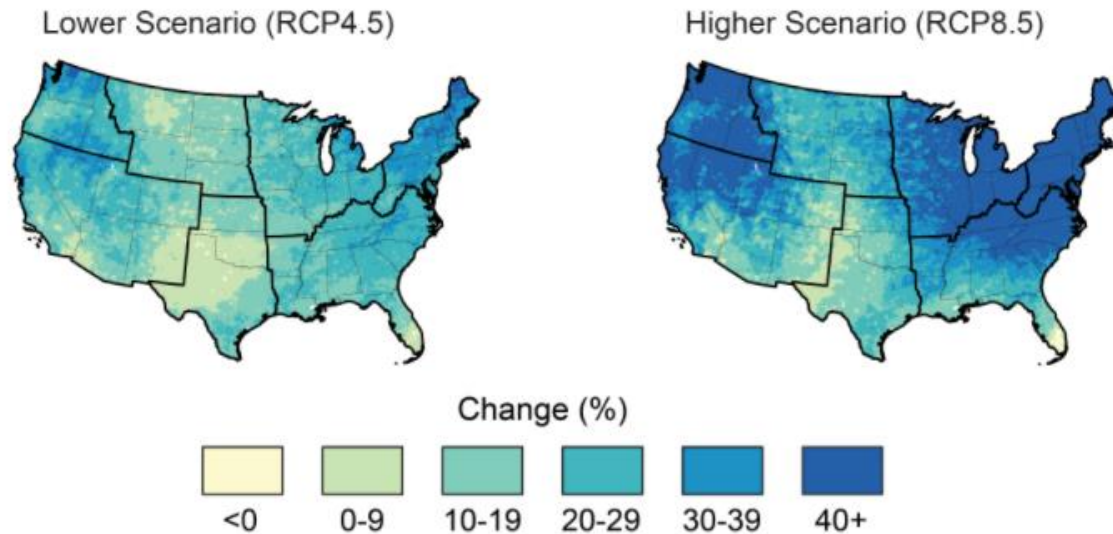 Lower Scenario (RCP4.5)
Higher Scenario (RCP8.5)
Change (%)
<0
0-9
10-19
20-29
30-39
40+